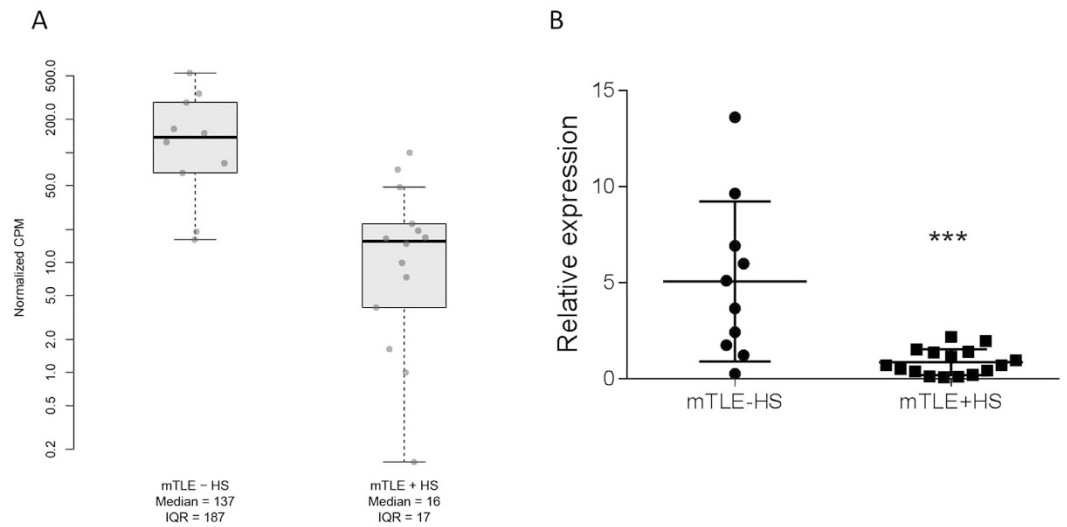 A
Normalized CPM
500.0
200.0
50.0
10.0
5.0
2.0
1.0
0.5
0.2
mTLE – HS
Median = 137
IQR = 187
mTLE + HS
Median = 16
IQR = 17
B
Relative expression
15
10
5
0
***
mTLE-HS
mTLE+HS